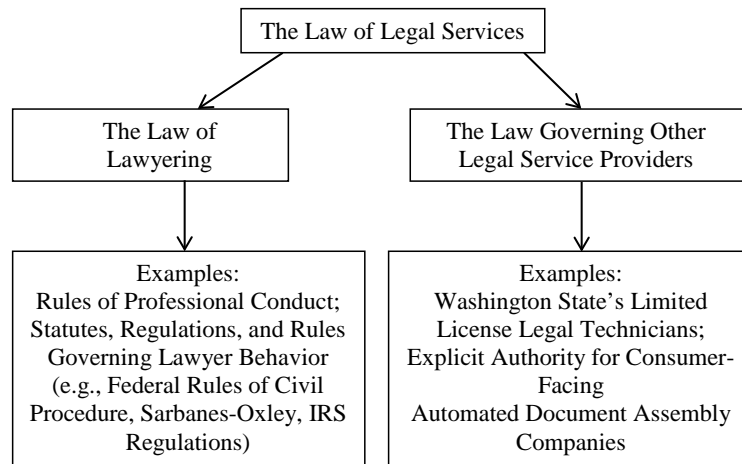 The Law of Legal Services
The Law of
Lawyering
The Law Governing Other
Legal Service Providers
Examples:
Rules of Professional Conduct;
Statutes, Regulations, and Rules
Governing Lawyer Behavior
(e.g., Federal Rules of Civil
Procedure, Sarbanes-Oxley, IRS
Regulations)
Examples:
Washington State’s Limited
License Legal Technicians;
Explicit Authority for Consumer-
Facing
Automated Document Assembly
Companies